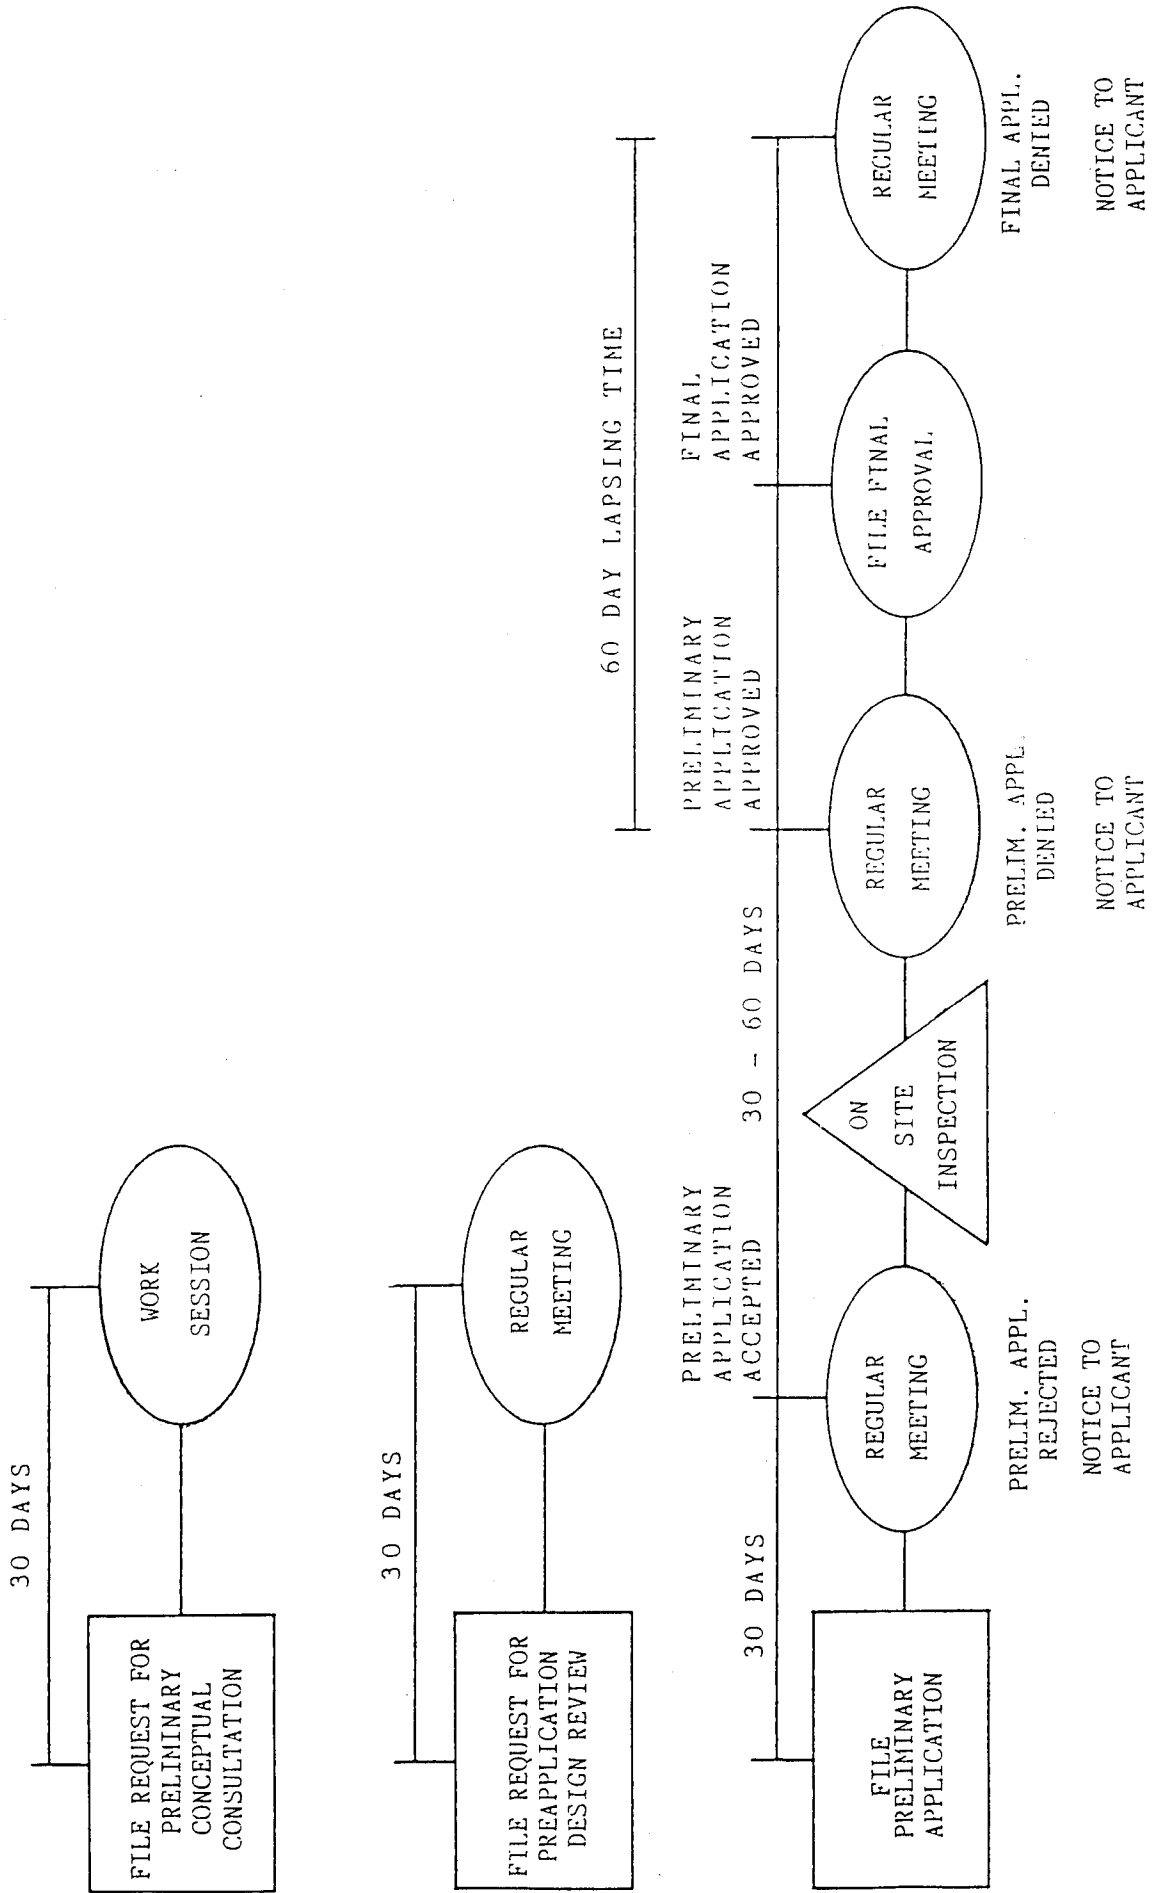 30 DAYS
FILE REQUEST FOR
PRELIMINARY
CONCEPTUAL
CONSULTATION
WORK
SESSION
30 DAYS
FILE REQUEST FOR
PREAPPLICATION
DESIGN REVIEW
REGULAR
MEETING
60 DAY LAPSING TIME
30 DAYS
PRELIMINARY
APPLICATION
ACCEPTED
30 - 60 DAYS
PRELIMINARY
APPLICATION
APPROVED
FINAL
APPLICATION
APPROVED
FILE
PRELIMINARY
APPLICATION
REGULAR
MEETING
ON
SITE
INSPECTION
REGULAR
MEETING
FILE FINAL
APPROVAL
REGULAR
MEETING
PRELIM. APPL.
REJECTED
NOTICE TO
APPLICANT
PRELIM. APPL.
DENIED
NOTICE TO
APPLICANT
FINAL APPL.
DENIED
NOTICE TO
APPLICANT